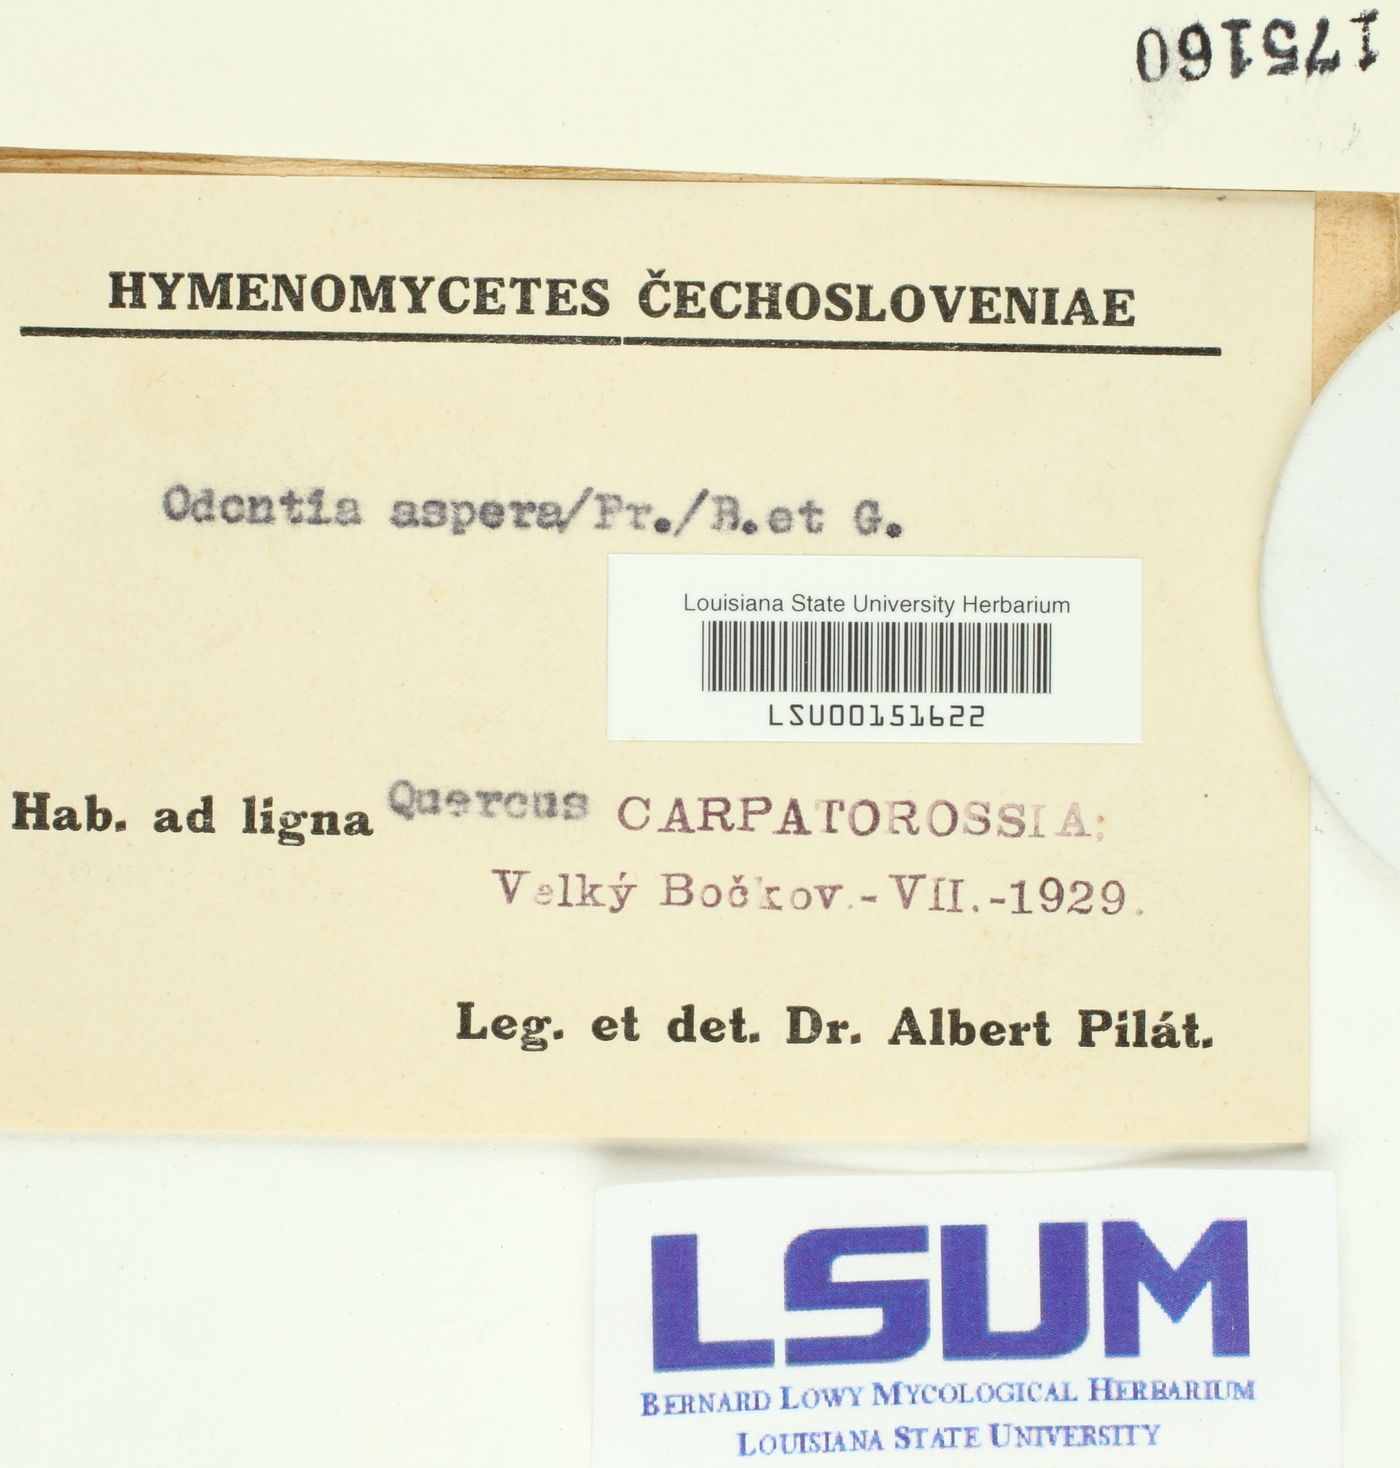 175160
HYMENOMYCETES ČECHOSLOVENIAE
Odontia aspera/Fr./B.et G.
Louisiana State University Herbarium
LSU00151622
Hab. ad ligna Quercus CARPATOROSSIA;
Velký Bočkov.-VII.-1929.
Leg. et det. Dr. Albert Pilát.
LSUM
BERNARD LOWY MYCOLOGICAL HERBARIUM
LOUISIANA STATE UNIVERSITY